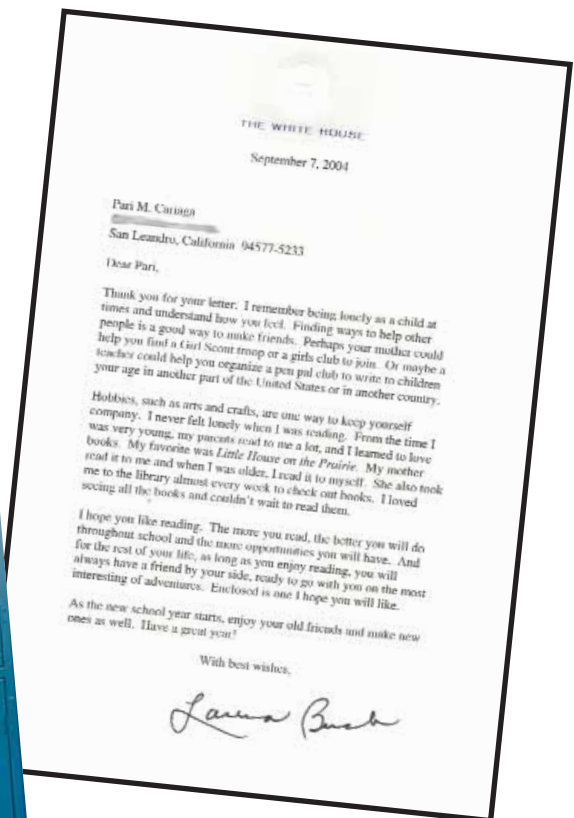 THE WHITE HOUSE
September 7, 2004
Pari M. Cariaga
San Leandro, California 94577-5233
Dear Pari,
Thank you for your letter. I remember being lonely as a child at
times and understand how you feel. Finding ways to help other
people is a good way to make friends. Perhaps your mother could
help you find a Girl Scout troop or a girls club to join. Or maybe a
teacher could help you organize a pen pal club to write to children
your age in another part of the United States or in another country.
Hobbies, such as arts and crafts, are one way to keep yourself
company. I never felt lonely when I was reading. From the time I
was very young, my parents read to me a lot, and I learned to love
books. My favorite was Little House on the Prairie. My mother
read it to me and when I was older, I read it to myself. She also took
me to the library almost every week to check out books. I loved
seeing all the books and couldn't wait to read them.
I hope you like reading. The more you read, the better you will do
throughout school and the more opportunities you will have. And
for the rest of your life, as long as you enjoy reading, you will
always have a friend by your side, ready to go with you on the most
interesting of adventures. Enclosed is one I hope you will like.
As the new school year starts, enjoy your old friends and make new
ones as well. Have a great year!
With best wishes,
Laura Bush